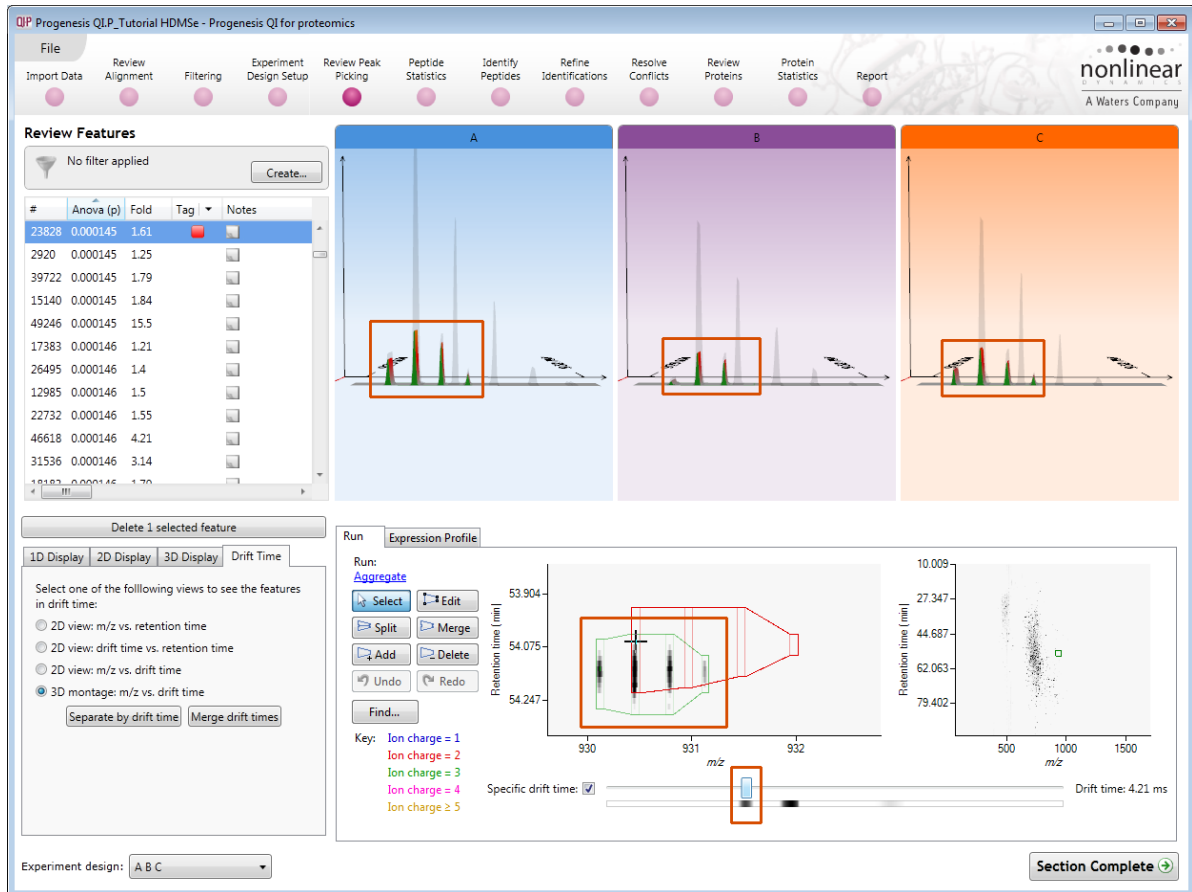 QIP Progenesis QI.P_Tutorial HDMSe - Progenesis QI for proteomics
File
Import Data
Review Alignment
Filtering
Experiment Design Setup
Review Peak Picking
Peptide Statistics
Identify Peptides
Refine Identifications
Resolve Conflicts
Review Proteins
Protein Statistics
Report
nonlinear
DYNAMICS
A Waters Company
Review Features
No filter applied
Create...
# Anova (p) Fold Tag Notes
23828 0.000145 1.61
2920 0.000145 1.25
39722 0.000145 1.79
15140 0.000145 1.84
49246 0.000145 15.5
17383 0.000146 1.21
26495 0.000146 1.4
12985 0.000146 1.5
22732 0.000146 1.55
46618 0.000146 4.21
31536 0.000146 3.14
18182 0.000146 1.70
A
B
C
Delete 1 selected feature
1D Display 2D Display 3D Display Drift Time
Select one of the folllowing views to see the features
in drift time:
2D view: m/z vs. retention time
2D view: drift time vs. retention time
2D view: m/z vs. drift time
3D montage: m/z vs. drift time
Separate by drift time Merge drift times
Run Expression Profile
Run:
Aggregate
Select Edit
Split Merge
Add Delete
Undo Redo
Find...
Key: Ion charge = 1
Ion charge = 2
Ion charge = 3
Ion charge = 4
Ion charge ≥ 5
Retention time [min]
53.904
54.075
54.247
930 931 932
m/z
Retention time [min]
10.009
27.347
44.687
62.063
79.402
500 1000 1500
m/z
Specific drift time:
Drift time: 4.21 ms
Experiment design: A B C
Section Complete